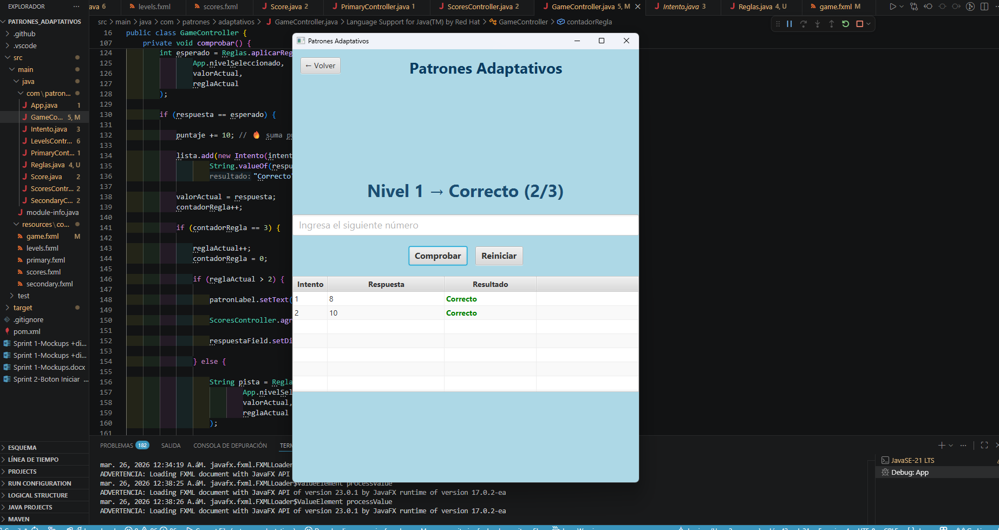 EXPLORADOR ···
ava 6 levels.fxml scores.fxml Score.java 2 PrimaryController.java 1 ScoresController.java 2 GameController.java 5, M Intento.java 3 Reglas.java 4, U game.fxml M
PATRONES_ADAPTATIVOS
.github
.vscode
src
main
java
com\patron...
App.java 1
GameCo... 5, M
Intento.java 3
LevelsContr... 6
PrimaryCont... 1
Reglas.java 4, U
Score.java 2
ScoresContr... 2
SecondaryC... 2
module-info.java
resources\co...
game.fxml M
levels.fxml
primary.fxml
scores.fxml
secondary.fxml
test
target
.gitignore
pom.xml
Sprint 1-Mockups +di...
Sprint 1-Mockups +di...
Sprint 1-Mockups.docx
Sprint 2-Boton Iniciar ...
ESQUEMA
LÍNEA DE TIEMPO
PROJECTS
RUN CONFIGURATION
LOGICAL STRUCTURE
JAVA PROJECTS
MAVEN
src > main > java > com > patrones > adaptativos > GameController.java > Language Support for Java(TM) by Red Hat > GameController > contadorRegla
16 public class GameController {
107 private void comprobar() {
124 int esperado = Reglas.aplicarReg
125 App.nivelSeleccionado,
126 valorActual,
127 reglaActual
128 );
129
130 if (respuesta == esperado) {
131
132 puntaje += 10; // 🔥 suma pu
133
134 lista.add(new Intento(intent
135 String.valueOf(respu
136 resultado: "Correcto"
137
138 valorActual = respuesta;
139 contadorRegla++;
140
141 if (contadorRegla == 3) {
142
143 reglaActual++;
144 contadorRegla = 0;
145
146 if (reglaActual > 2) {
147
148 patronLabel.setText(
149
150 ScoresController.agr
151
152 respuestaField.setDi
153
154 } else {
155
156 String pista = Regla
157 App.nivelSel
158 valorActual,
159 reglaActual
160 );
161
Patrones Adaptativos
← Volver
Patrones Adaptativos
Nivel 1 → Correcto (2/3)
Ingresa el siguiente número
Comprobar Reiniciar
Intento Respuesta Resultado
1 8 Correcto
2 10 Correcto
PROBLEMAS 182 SALIDA CONSOLA DE DEPURACIÓN TERM
mar. 26, 2026 12:34:19 A.áM. javafx.fxml.FXMLLoader
ADVERTENCIA: Loading FXML document with JavaFX API
mar. 26, 2026 12:38:25 A.áM. javafx.fxml.FXMLLoader$ValueElement processValue
ADVERTENCIA: Loading FXML document with JavaFX API of version 23.0.1 by JavaFX runtime of version 17.0.2-ea
mar. 26, 2026 12:38:26 A.áM. javafx.fxml.FXMLLoader$ValueElement processValue
ADVERTENCIA: Loading FXML document with JavaFX API of version 23.0.1 by JavaFX runtime of version 17.0.2-ea
JavaSE-21 LTS
Debug: App